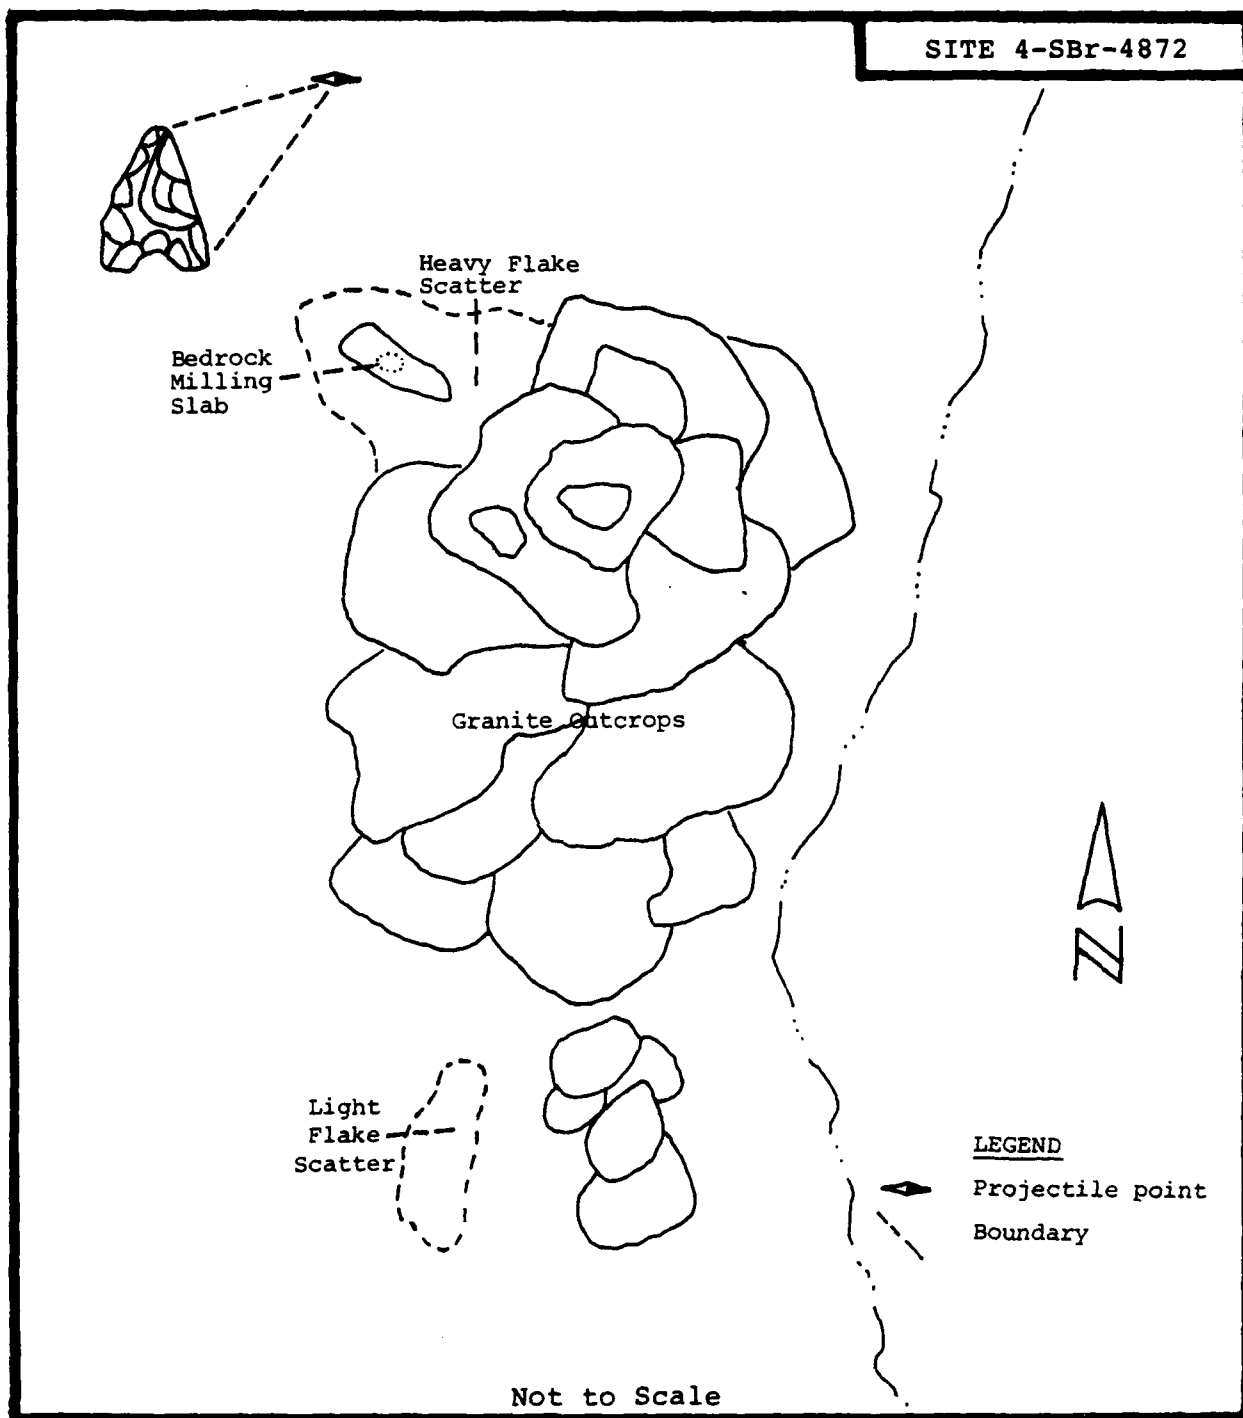 SITE 4-SBr-4872
Heavy Flake
Scatter
Bedrock
Milling
Slab
Granite Outcrops
N
Light
Flake
Scatter
LEGEND
Projectile point
Boundary
Not to Scale